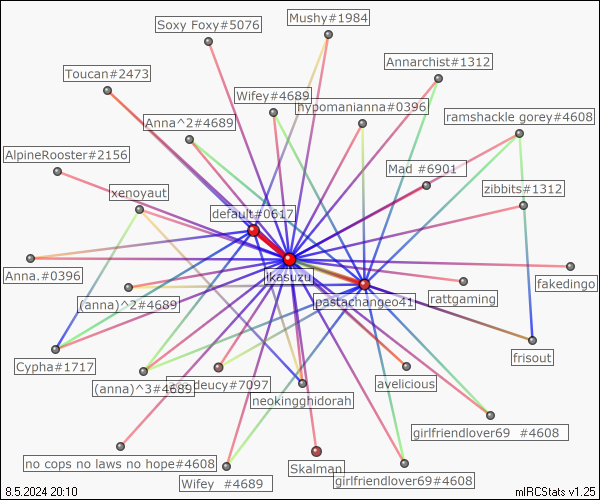 Mushy#1984
Soxy Foxy#5076
Annarchist#1312
Toucan#2473
Wifey#4689
hypomanianna#0396
ramshackle gorey#4608
Anna^2#4689
AlpineRooster#2156
Mad #6901
xenoyaut
zibbits#1312
default#0617
Anna.#0396
ikasuzu
fakedingo
(anna)^2#4689
pastachangeo41
rattgaming
Cypha#1717
frisout
(anna)^3#4689
deucy#7097
avelicious
neokingghidorah
girlfriendlover69 #4608
no cops no laws no hope#4608
Skalman
Wifey #4689
girlfriendlover69#4608
8.5.2024 20:10
mIRCStats v1.25